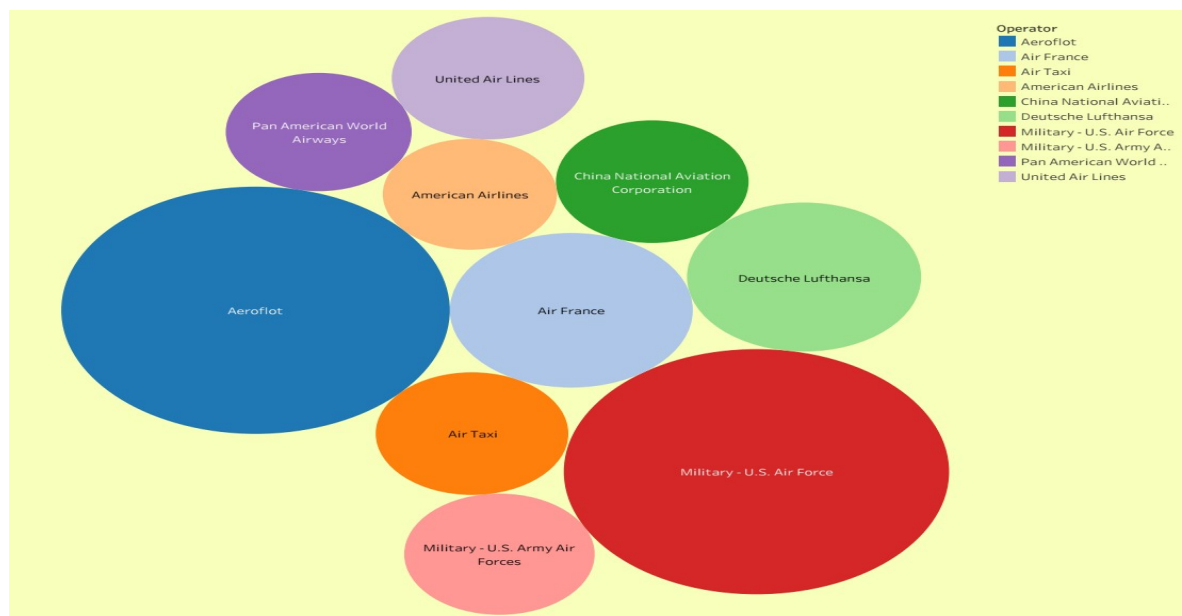 United Air Lines
Pan American World
Airways
American Airlines
China National Aviation
Corporation
Deutsche Lufthansa
Aeroflot
Air France
Air Taxi
Military - U.S. Air Force
Military - U.S. Army Air
Forces
Operator
Aeroflot
Air France
Air Taxi
American Airlines
China National Aviati..
Deutsche Lufthansa
Military - U.S. Air Force
Military - U.S. Army A..
Pan American World ..
United Air Lines